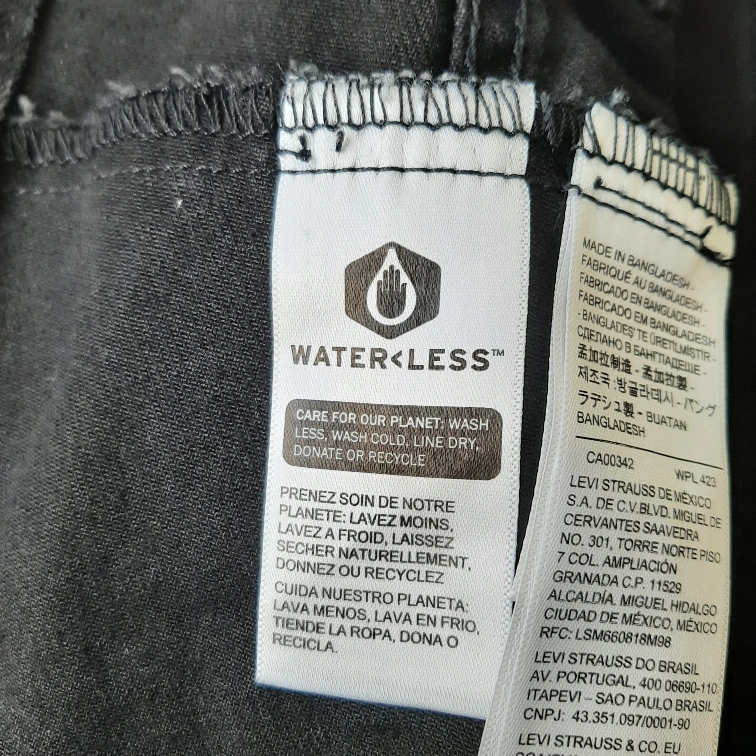 WATER<LESS™
CARE FOR OUR PLANET: WASH
LESS, WASH COLD, LINE DRY,
DONATE OR RECYCLE
PRENEZ SOIN DE NOTRE
PLANETE: LAVEZ MOINS,
LAVEZ A FROID, LAISSEZ
SECHER NATURELLEMENT,
DONNEZ OU RECYCLEZ
CUIDA NUESTRO PLANETA:
LAVA MENOS, LAVA EN FRIO,
TIENDE LA ROPA, DONA O
RECICLA.
MADE IN BANGLADESH -
FABRIQUÉ AU BANGLADESH -
FABRICADO EN BANGLADESH -
FABRICADO EM BANGLADESH
- BANGLADEŞ'TE ÜRETİLMİŞTİR -
СДЕЛАНО В БАНГЛАДЕШЕ -
孟加拉制造 - 孟加拉製 -
제조국 :방글라데시 - バング
ラデシュ製 - BUATAN
BANGLADESH
CA00342 WPL 423
LEVI STRAUSS DE MÉXICO
S.A. DE C.V.BLVD. MIGUEL DE
CERVANTES SAAVEDRA
NO. 301, TORRE NORTE PISO
7 COL. AMPLIACIÓN
GRANADA C.P. 11529
ALCALDÍA. MIGUEL HIDALGO
CIUDAD DE MÉXICO, MÉXICO
RFC: LSM660818M98
LEVI STRAUSS DO BRASIL
AV. PORTUGAL, 400 06690-110
ITAPEVI – SAO PAULO BRASIL
CNPJ: 43.351.097/0001-90
LEVI STRAUSS & CO. EU